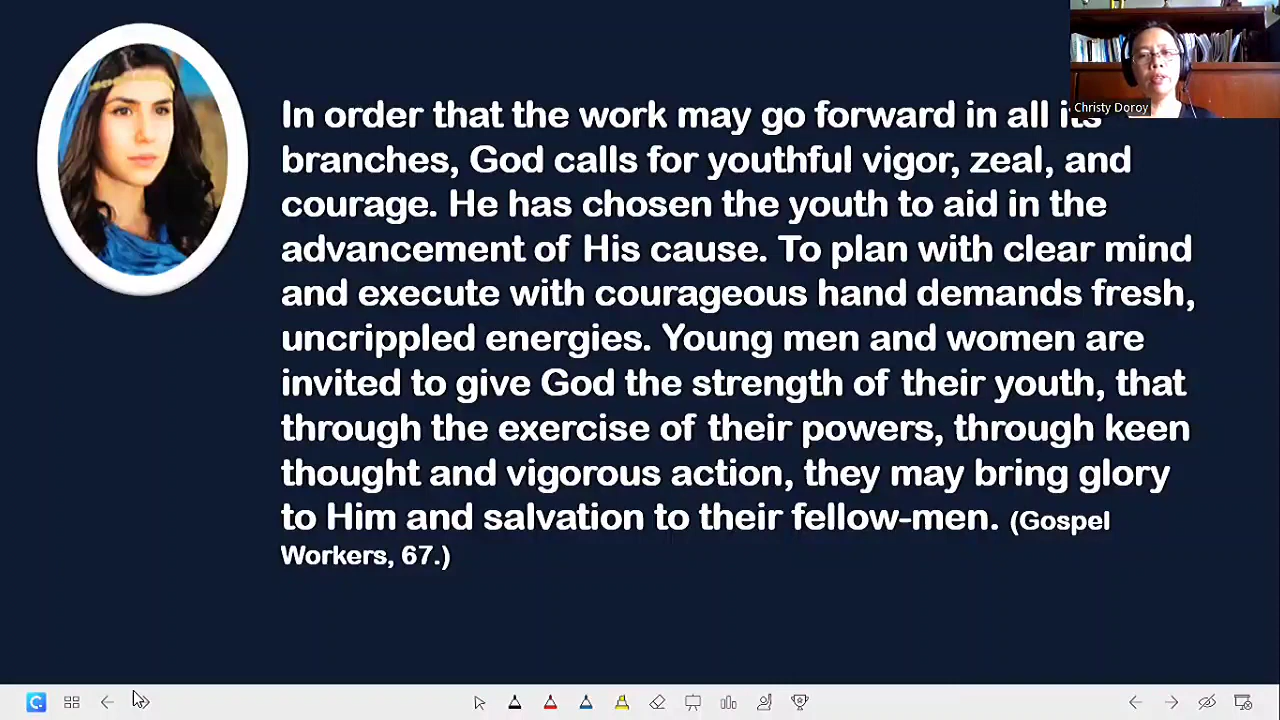 In order that the work may go forward in all its
branches, God calls for youthful vigor, zeal, and
courage. He has chosen the youth to aid in the
advancement of His cause. To plan with clear mind
and execute with courageous hand demands fresh,
uncrippled energies. Young men and women are
invited to give God the strength of their youth, that
through the exercise of their powers, through keen
thought and vigorous action, they may bring glory
to Him and salvation to their fellow-men. (Gospel
Workers, 67.)
Christy Doroy